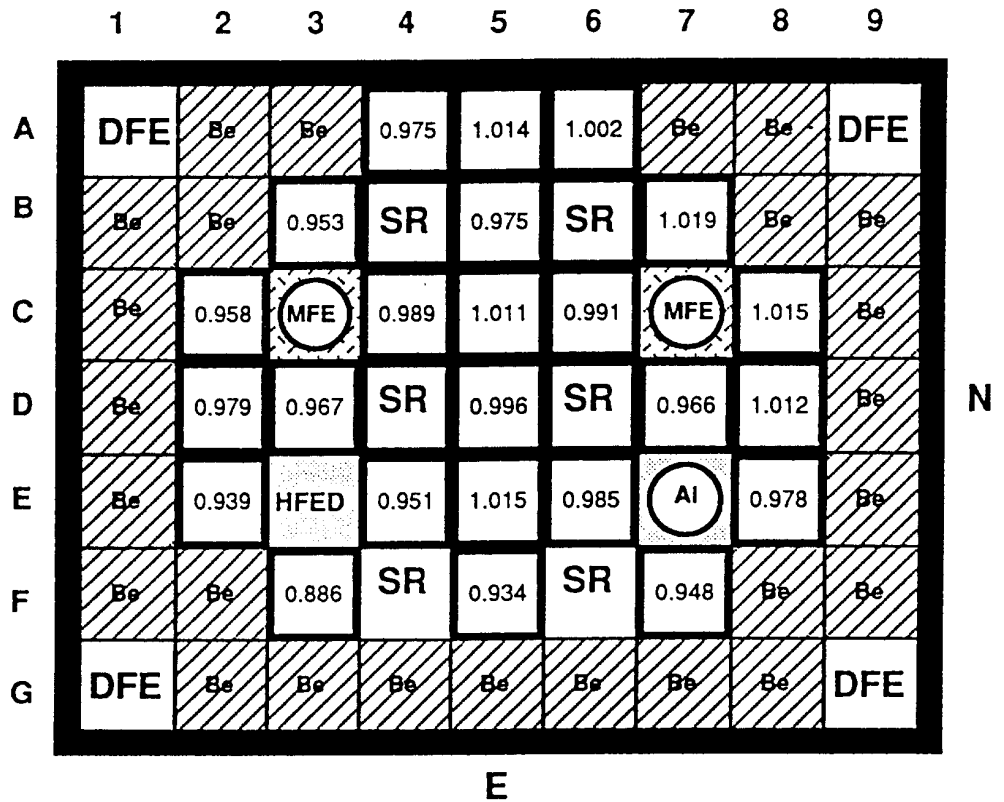 1 2 3 4 5 6 7 8 9
A DFE Be Be 0.975 1.014 1.002 Be Be DFE
B Be Be 0.953 SR 0.975 SR 1.019 Be Be
C Be 0.958 MFE 0.989 1.011 0.991 MFE 1.015 Be
D Be 0.979 0.967 SR 0.996 SR 0.966 1.012 Be N
E Be 0.939 HFED 0.951 1.015 0.985 Al 0.978 Be
F Be Be 0.886 SR 0.934 SR 0.948 Be Be
G DFE Be Be Be Be Be Be Be DFE
E